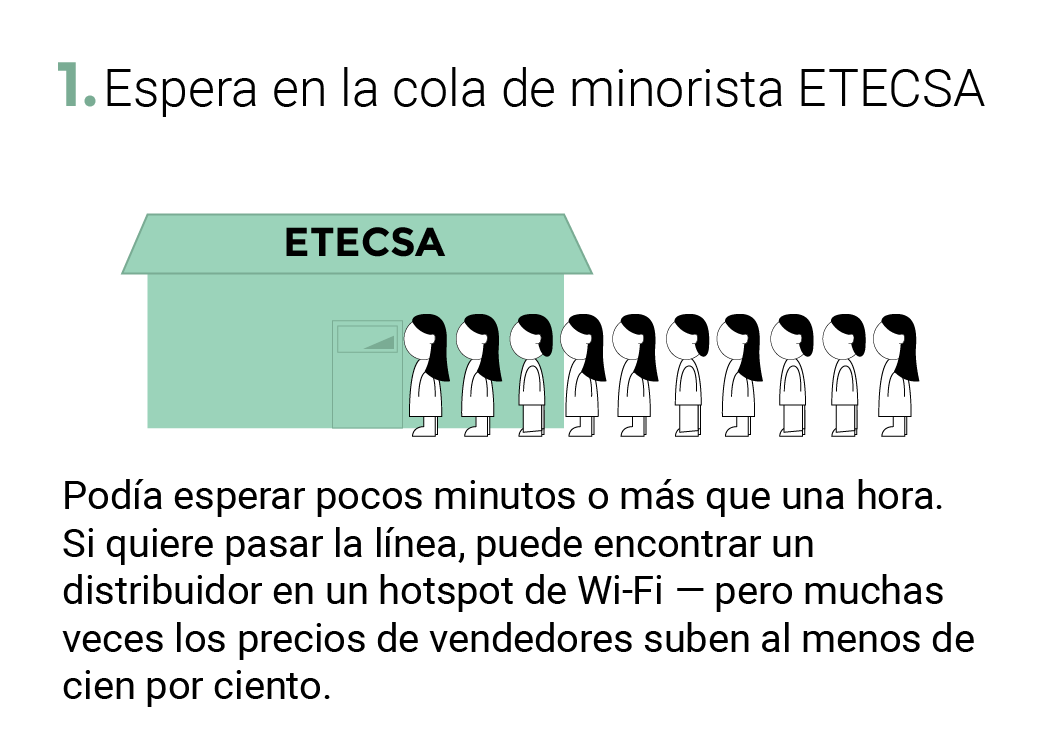 1. Espera en la cola de minorista ETECSA
ETECSA
Podía esperar pocos minutos o más que una hora.
Si quiere pasar la línea, puede encontrar un
distribuidor en un hotspot de Wi-Fi — pero muchas
veces los precios de vendedores suben al menos de
cien por ciento.